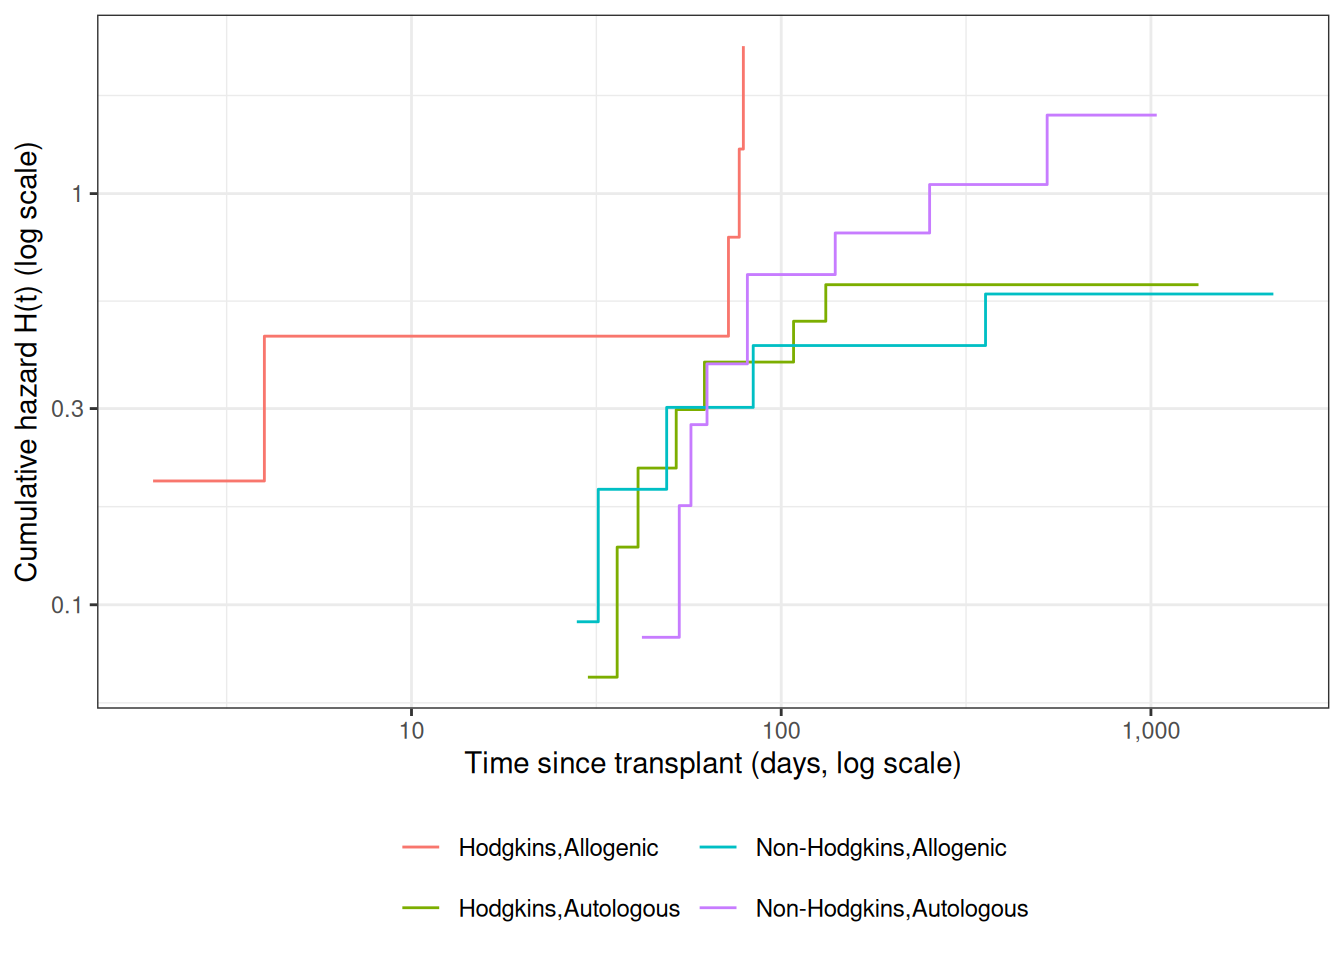 Cumulative hazard H(t) (log scale)
1
0.3
0.1
10 100 1,000
Time since transplant (days, log scale)
Hodgkins,Allogenic Non-Hodgkins,Allogenic
Hodgkins,Autologous Non-Hodgkins,Autologous